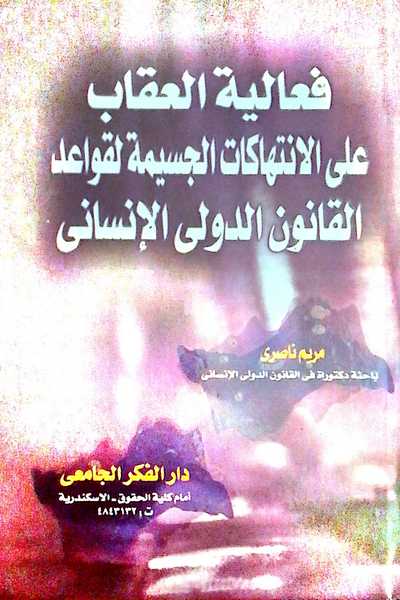 فعالية العقاب
على الانتهاكات الجسيمة لقواعد
القانون الدولى الإنسانى
مريم ناصرى
باحثة دكتوراة فى القانون الدولى الإنسانى
دار الفكر الجامعى
أمام كلية الحقوق - الاسكندرية
ت: ٤٨٤٣١٣٢